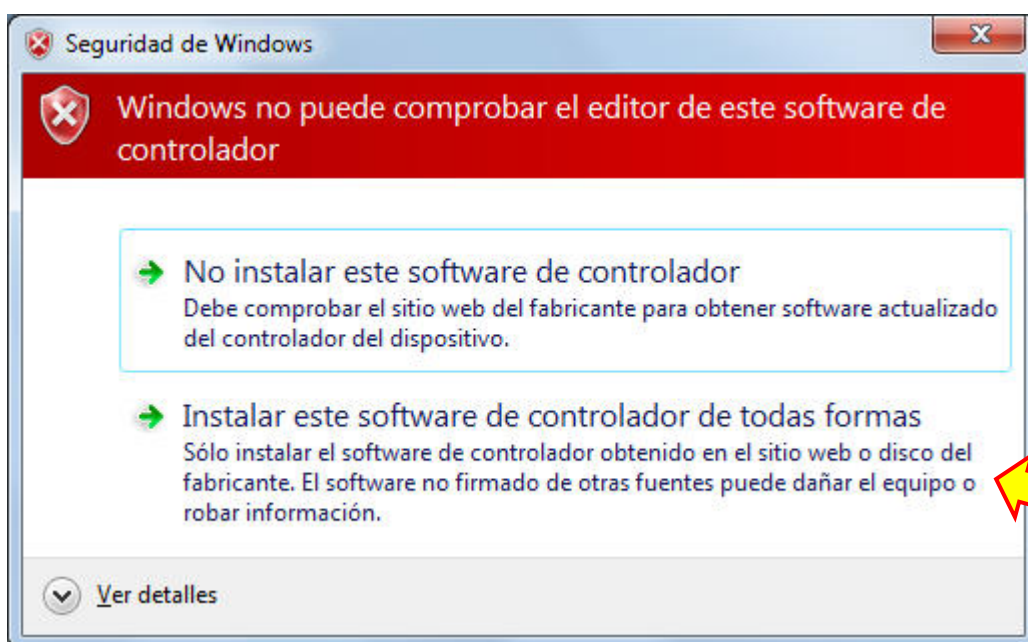 Seguridad de Windows
Windows no puede comprobar el editor de este software de
controlador
No instalar este software de controlador
Debe comprobar el sitio web del fabricante para obtener software actualizado
del controlador del dispositivo.
Instalar este software de controlador de todas formas
Sólo instalar el software de controlador obtenido en el sitio web o disco del
fabricante. El software no firmado de otras fuentes puede dañar el equipo o
robar información.
Ver detalles